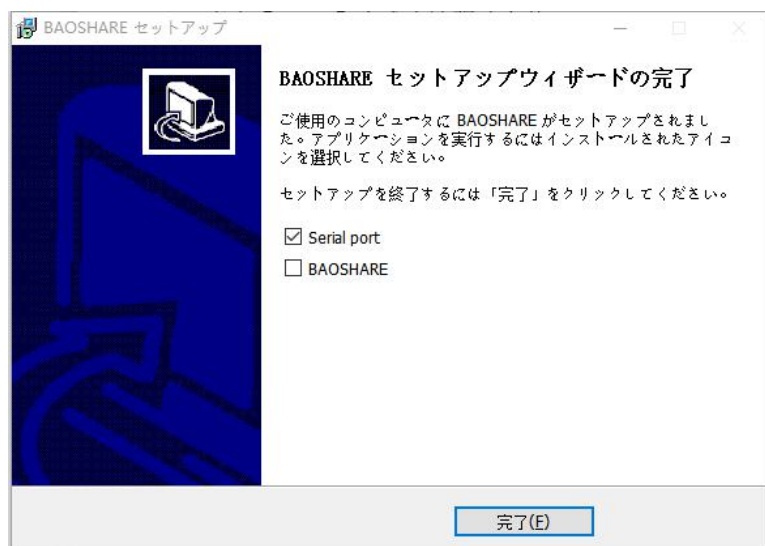 BAOSHARE セットアップ
BAOSHARE セットアップウィザードの完了
ご使用のコンピュータに BAOSHARE がセットアップされまし
た。アプリケーションを実行するにはインストールされたアイコ
ンを選択してください。
セットアップを終了するには「完了」をクリックしてください。
Serial port
BAOSHARE
完了(F)